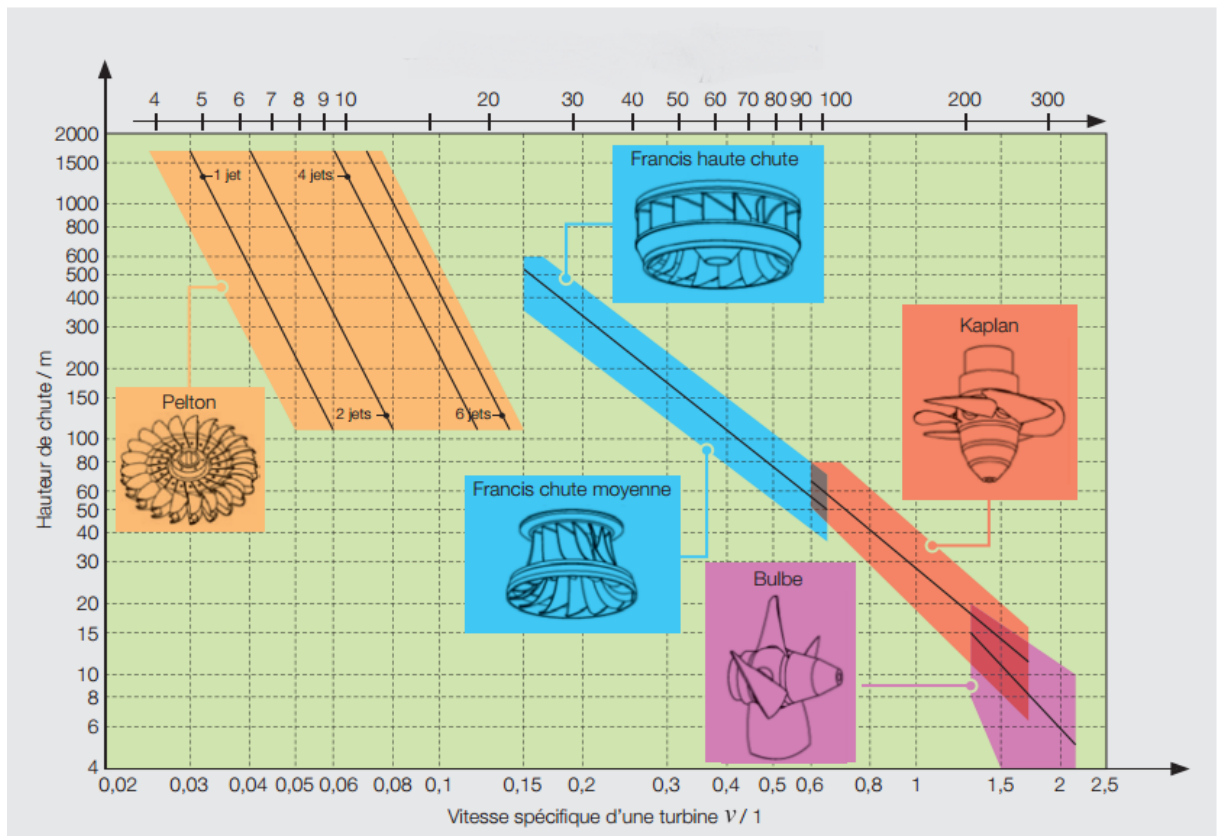 4 5 6 7 8 9 10 20 30 40 50 60 70 80 90 100 200 300
2000
1500
1000
800
600
500
400
300
200
150
100
80
60
50
40
30
20
15
10
8
6
4
Hauteur de chute / m
1 jet
4 jets
2 jets
6 jets
Pelton
Francis haute chute
Francis chute moyenne
Kaplan
Bulbe
0,02 0,03 0,04 0,05 0,06 0,08 0,1 0,15 0,2 0,3 0,4 0,5 0,6 0,8 1 1,5 2 2,5
Vitesse spécifique d'une turbine ν / 1